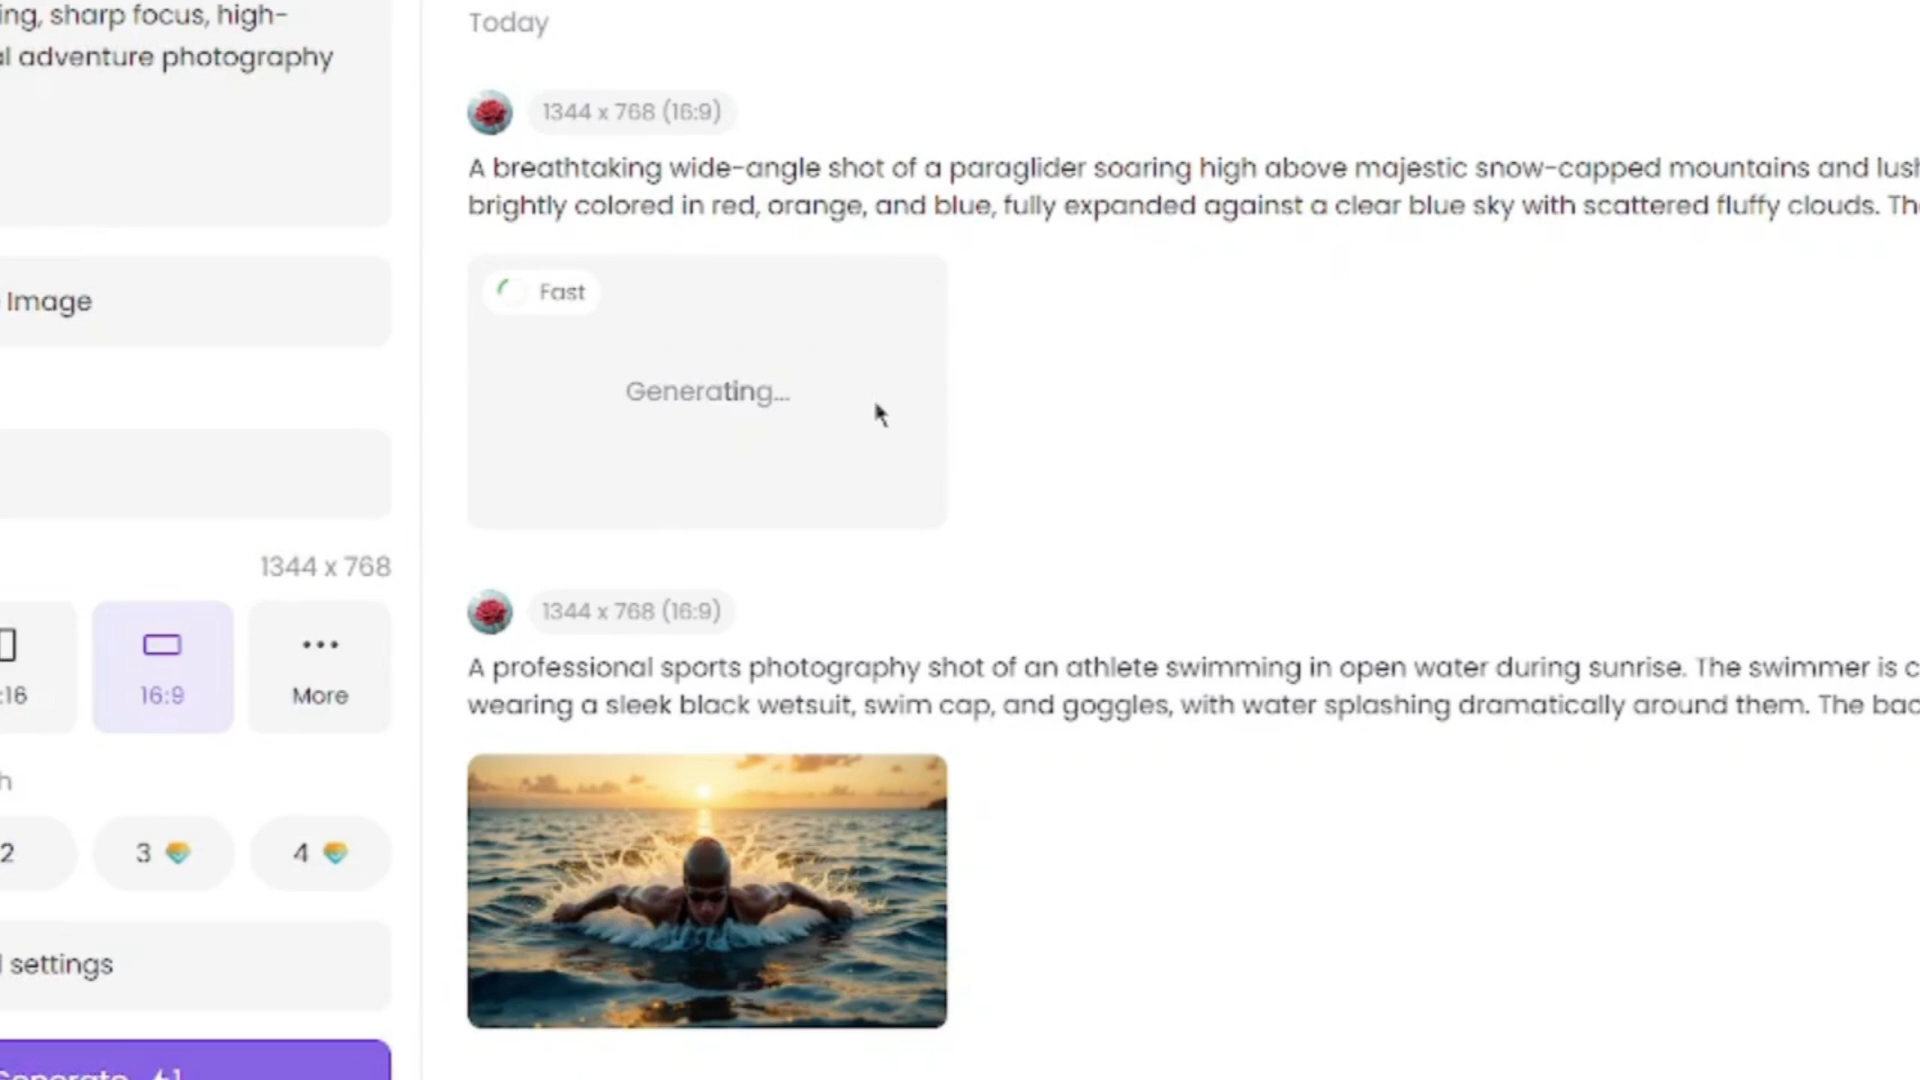 ing, sharp focus, high-
al adventure photography
Image
1344 x 768
:16
16:9
More
h
2
3
4
l settings
Generate 1
Today
1344 x 768 (16:9)
A breathtaking wide-angle shot of a paraglider soaring high above majestic snow-capped mountains and lush
brightly colored in red, orange, and blue, fully expanded against a clear blue sky with scattered fluffy clouds. The
Fast
Generating...
1344 x 768 (16:9)
A professional sports photography shot of an athlete swimming in open water during sunrise. The swimmer is c
wearing a sleek black wetsuit, swim cap, and goggles, with water splashing dramatically around them. The bac